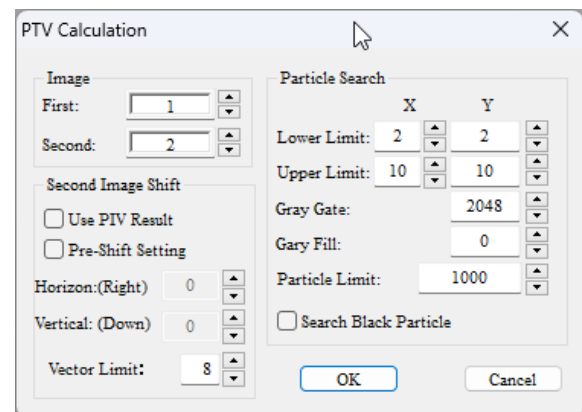 PTV Calculation
Image
First: 1
Second: 2
Second Image Shift
Use PIV Result
Pre-Shift Setting
Horizon:(Right) 0
Vertical: (Down) 0
Vector Limit: 8
Particle Search
X Y
Lower Limit: 2 2
Upper Limit: 10 10
Gray Gate: 2048
Gary Fill: 0
Particle Limit: 1000
Search Black Particle
OK Cancel